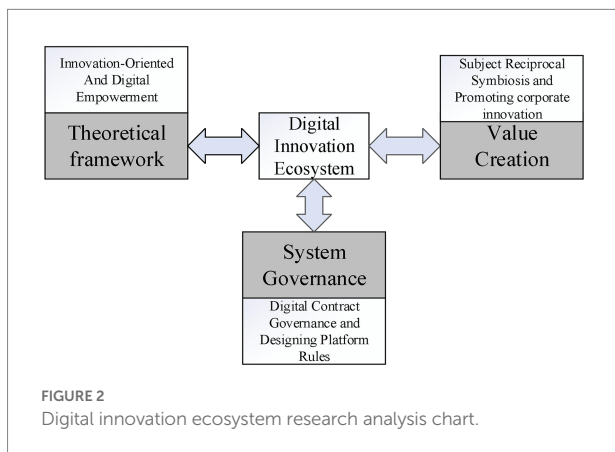 Innovation-Oriented
And Digital
Empowerment
Theoretical
framework
Digital
Innovation
Ecosystem
Subject Reciprocal
Symbiosis and
Promoting corporate
innovation
Value
Creation
System
Governance
Digital Contract
Governance and
Designing Platform
Rules
FIGURE 2
Digital innovation ecosystem research analysis chart.